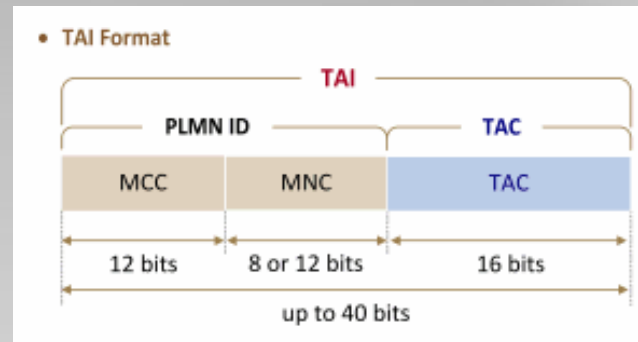 • TAI Format
TAI
PLMN ID TAC
MCC MNC TAC
12 bits 8 or 12 bits 16 bits
up to 40 bits